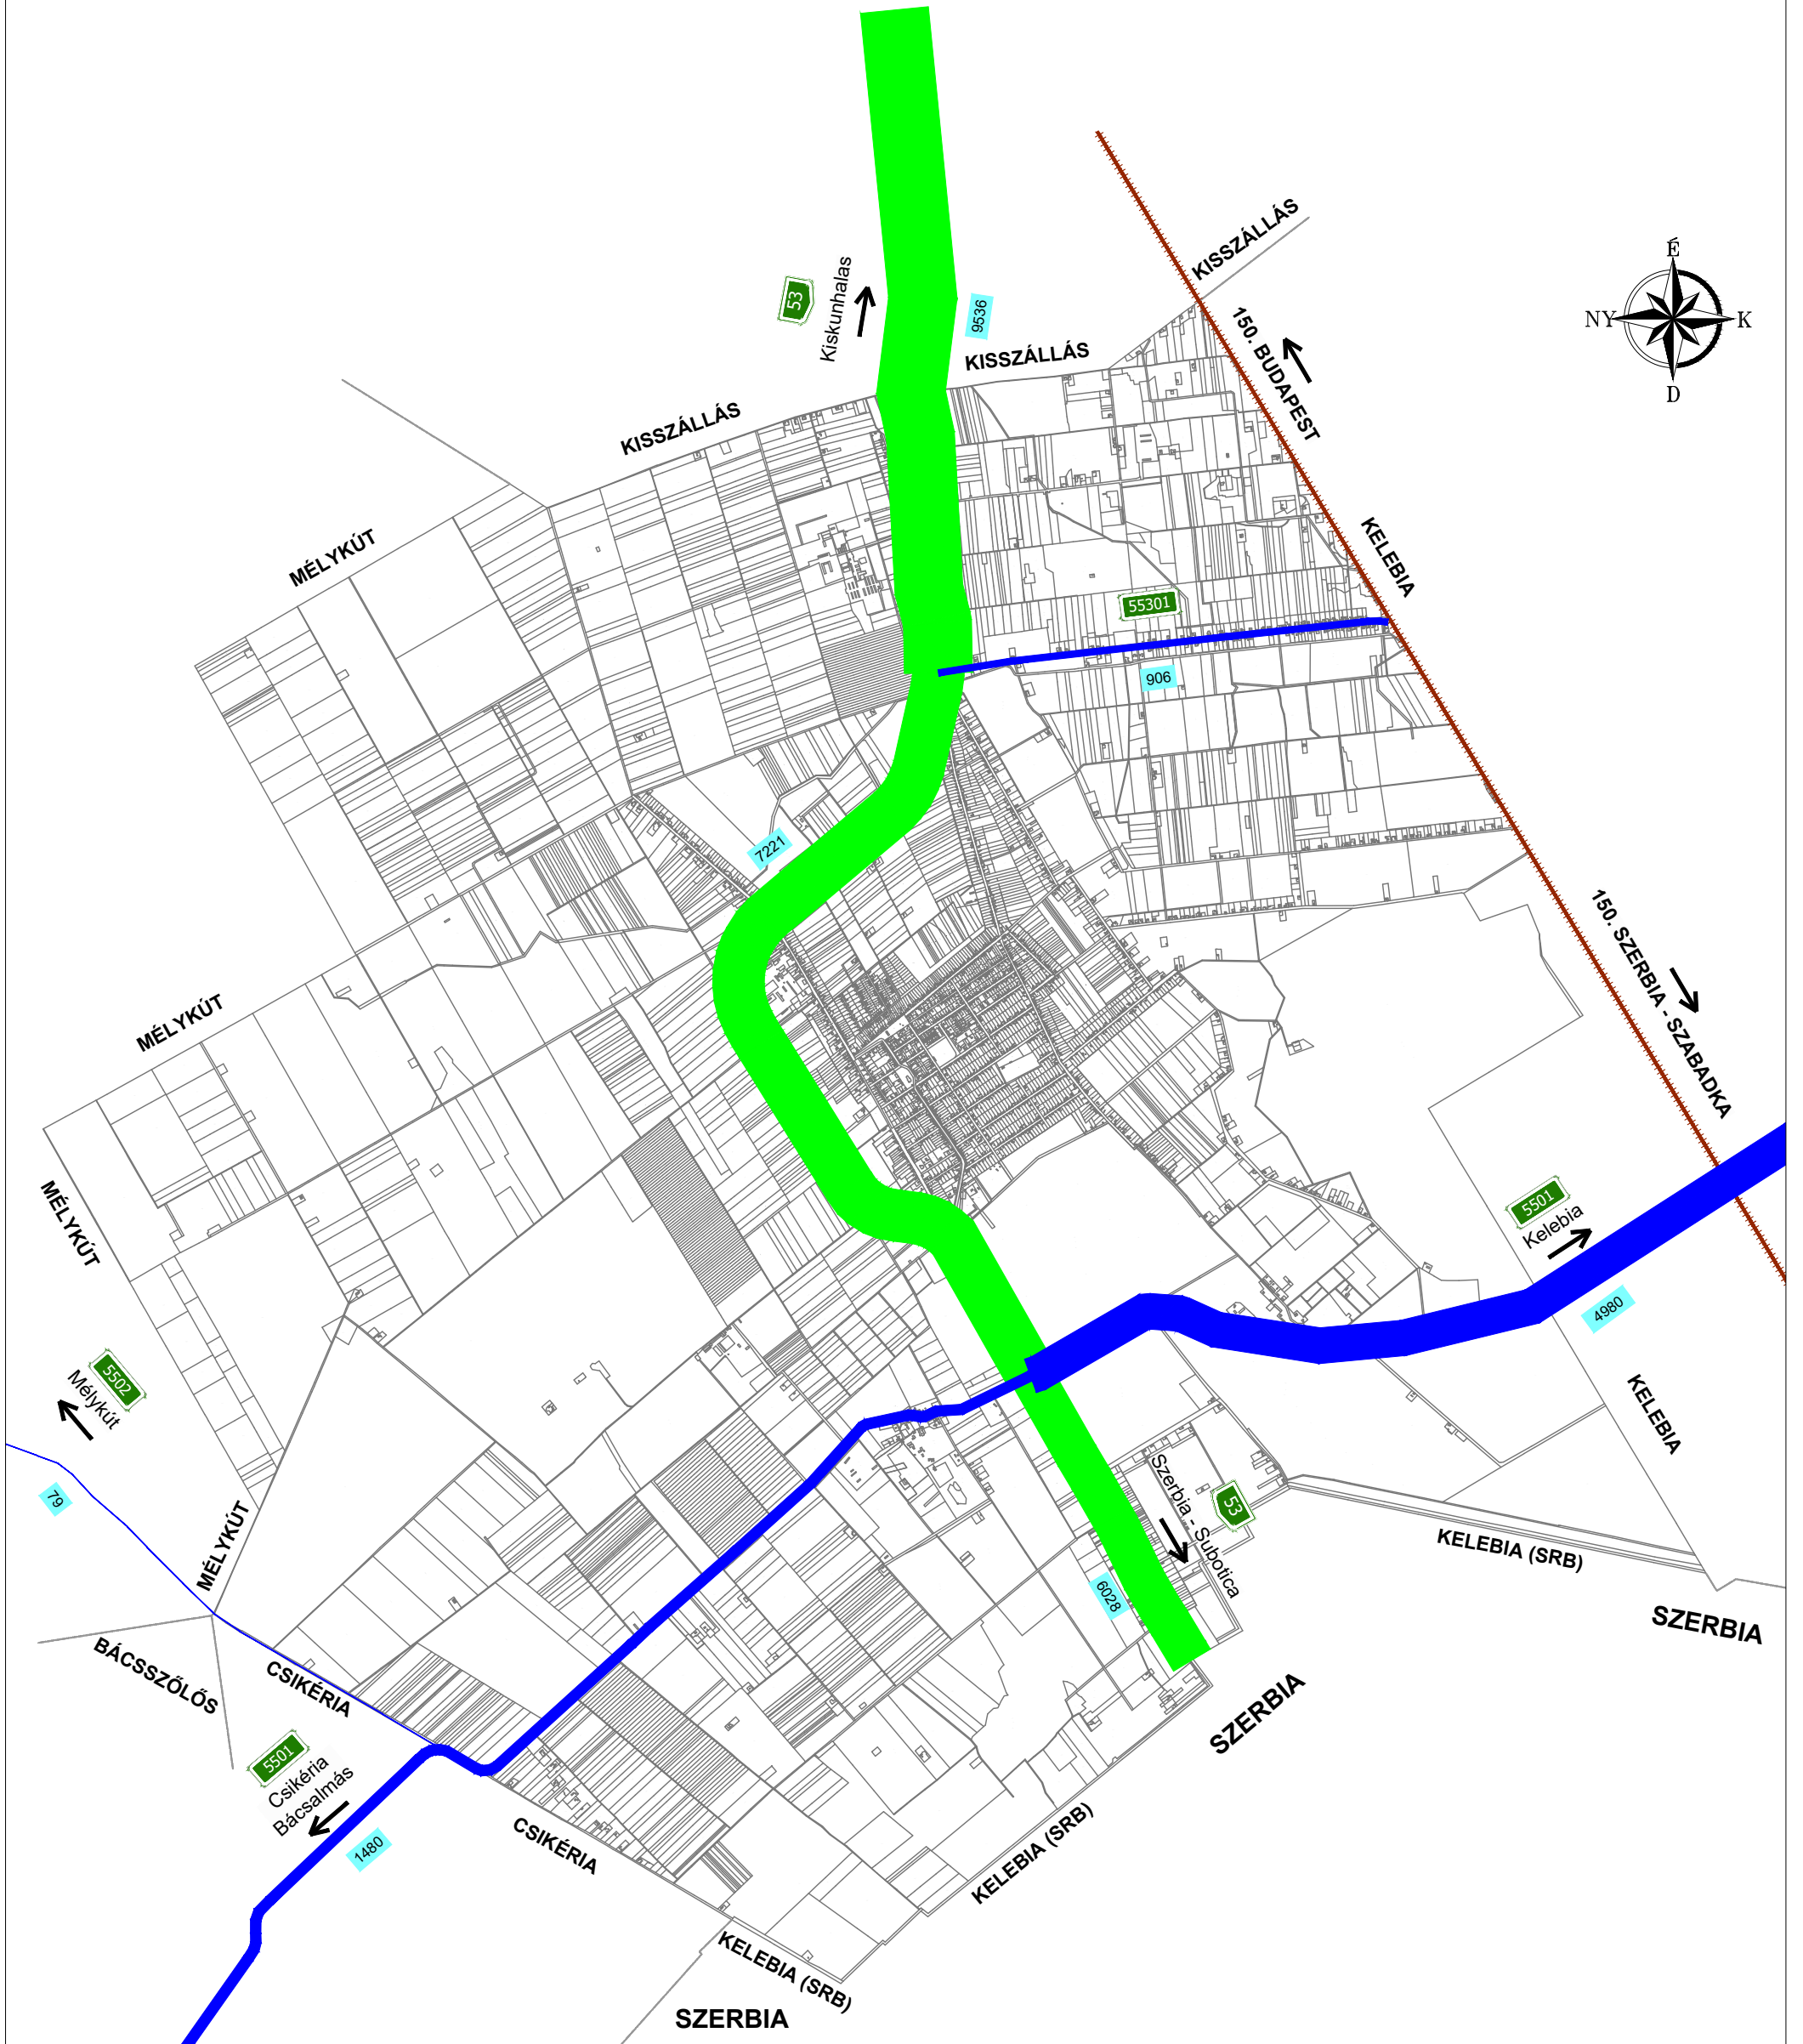 KISSZÁLLÁS
É
NY
K
D
53
Kiskunhalas
9536
150. BUDAPEST
KISSZÁLLÁS
KISSZÁLLÁS
MÉLYKÚT
KELEBIA
55301
906
7221
150. SZERBIA - SZABADKA
MÉLYKÚT
MÉLYKÚT
5501
Kelebia
4980
5502
Mélykút
79
KELEBIA
MÉLYKÚT
Szerbia - Subotica
53
KELEBIA (SRB)
6028
SZERBIA
BÁCSSZŐLŐS
CSIKÉRIA
SZERBIA
5501
Csikéria
Bácsalmás
1480
CSIKÉRIA
KELEBIA (SRB)
KELEBIA (SRB)
SZERBIA